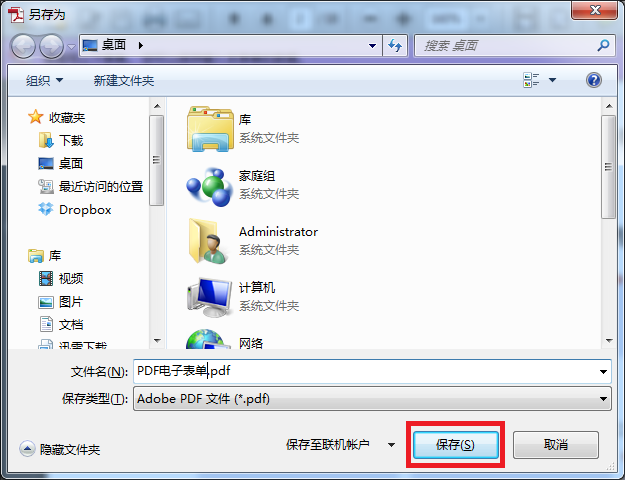 另存为
桌面
搜索 桌面
组织
新建文件夹
收藏夹
下载
桌面
最近访问的位置
Dropbox
库
视频
图片
文档
迅雷下载
库
系统文件夹
家庭组
系统文件夹
Administrator
系统文件夹
计算机
系统文件夹
网络
文件名(N):
PDF电子表单.pdf
保存类型(T):
Adobe PDF 文件 (*.pdf)
隐藏文件夹
保存至联机帐户
保存(S)
取消